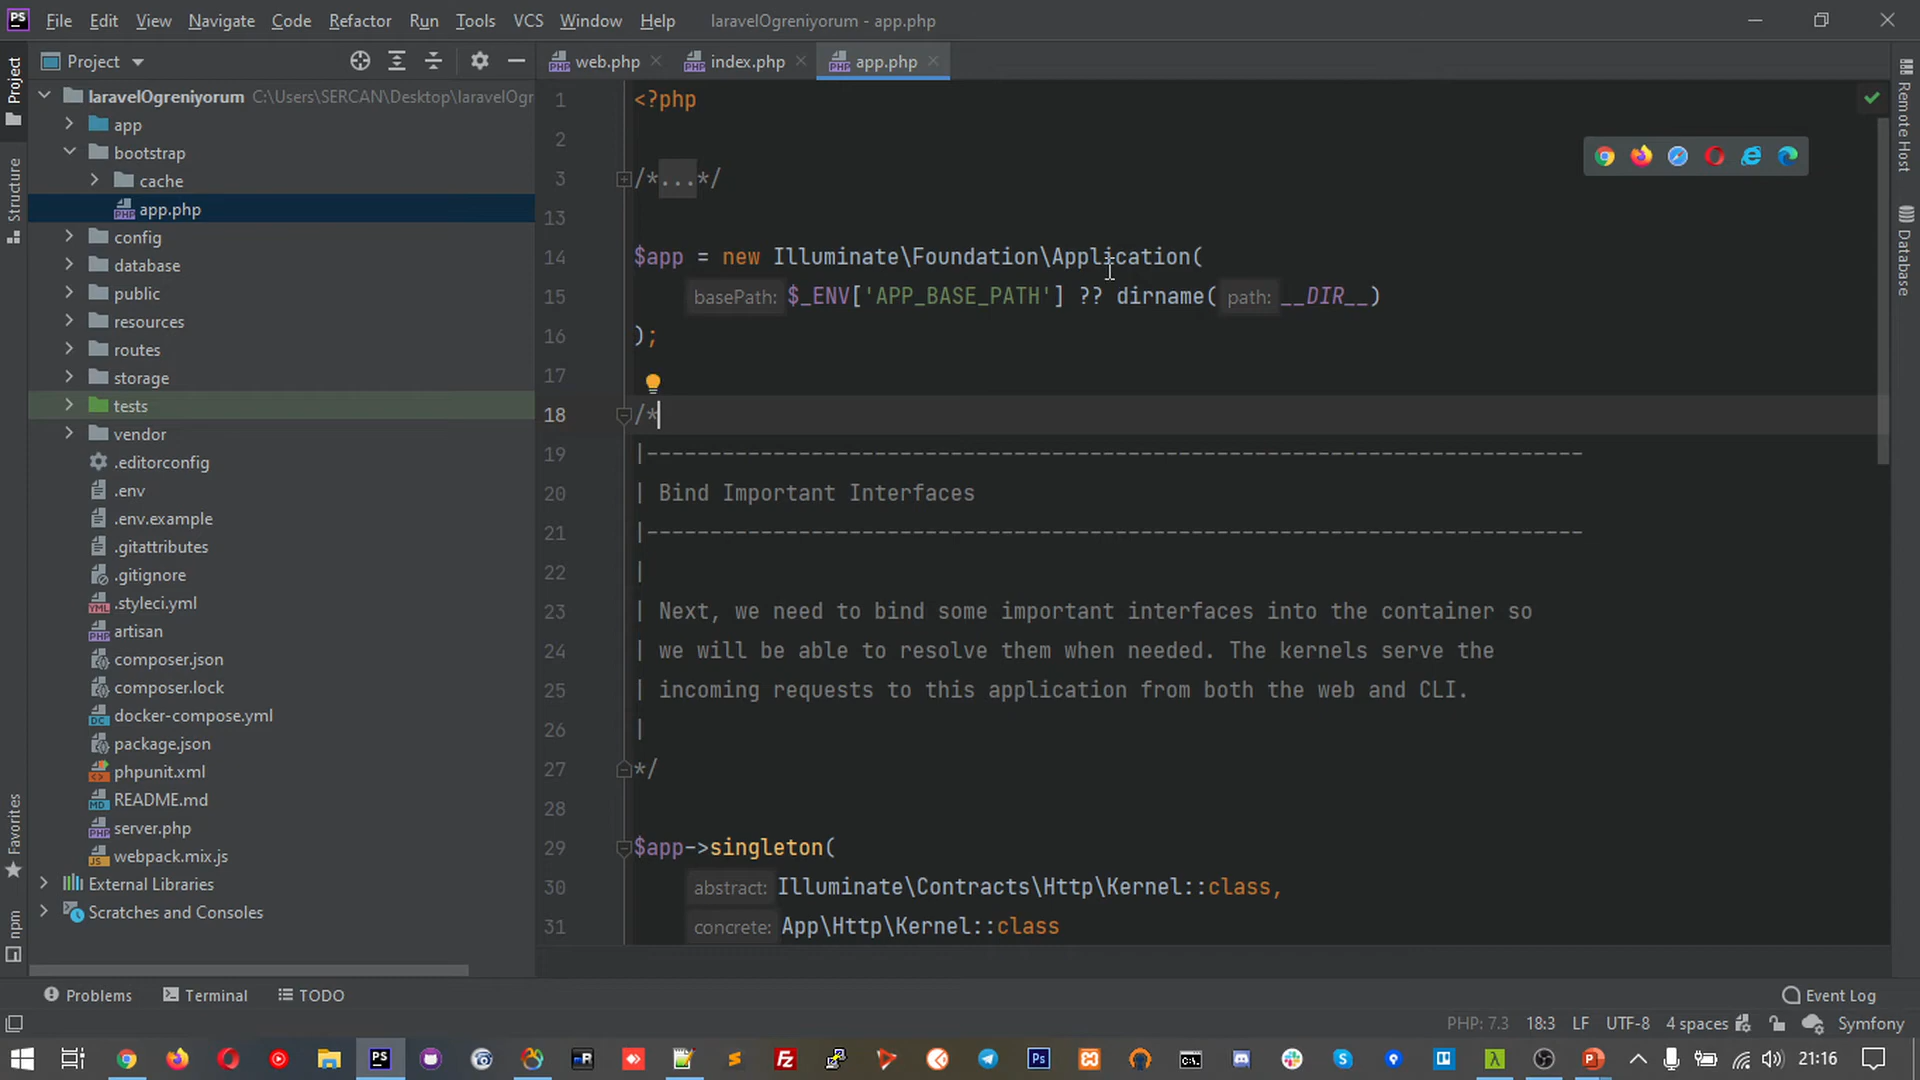 PS File Edit View Navigate Code Refactor Run Tools VCS Window Help laravelOgreniyorum - app.php
Project
web.php index.php app.php
Project
Structure
Favorites
npm
laravelOgreniyorum C:\Users\SERCAN\Desktop\laravelOgr
app
bootstrap
cache
app.php
config
database
public
resources
routes
storage
tests
vendor
.editorconfig
.env
.env.example
.gitattributes
.gitignore
.styleci.yml
artisan
composer.json
composer.lock
docker-compose.yml
package.json
phpunit.xml
README.md
server.php
webpack.mix.js
External Libraries
Scratches and Consoles
1 <?php
2
3 /*...*/
13
14 $app = new Illuminate\Foundation\Application(
15 basePath: $_ENV['APP_BASE_PATH'] ?? dirname( path: __DIR__)
16 );
17
18 /*
19 |--------------------------------------------------------------------------
20 | Bind Important Interfaces
21 |--------------------------------------------------------------------------
22 |
23 | Next, we need to bind some important interfaces into the container so
24 | we will be able to resolve them when needed. The kernels serve the
25 | incoming requests to this application from both the web and CLI.
26 |
27 */
28
29 $app->singleton(
30 abstract: Illuminate\Contracts\Http\Kernel::class,
31 concrete: App\Http\Kernel::class
Remote Host
Database
Problems Terminal TODO Event Log
PHP: 7.3 18:3 LF UTF-8 4 spaces Symfony
21:16